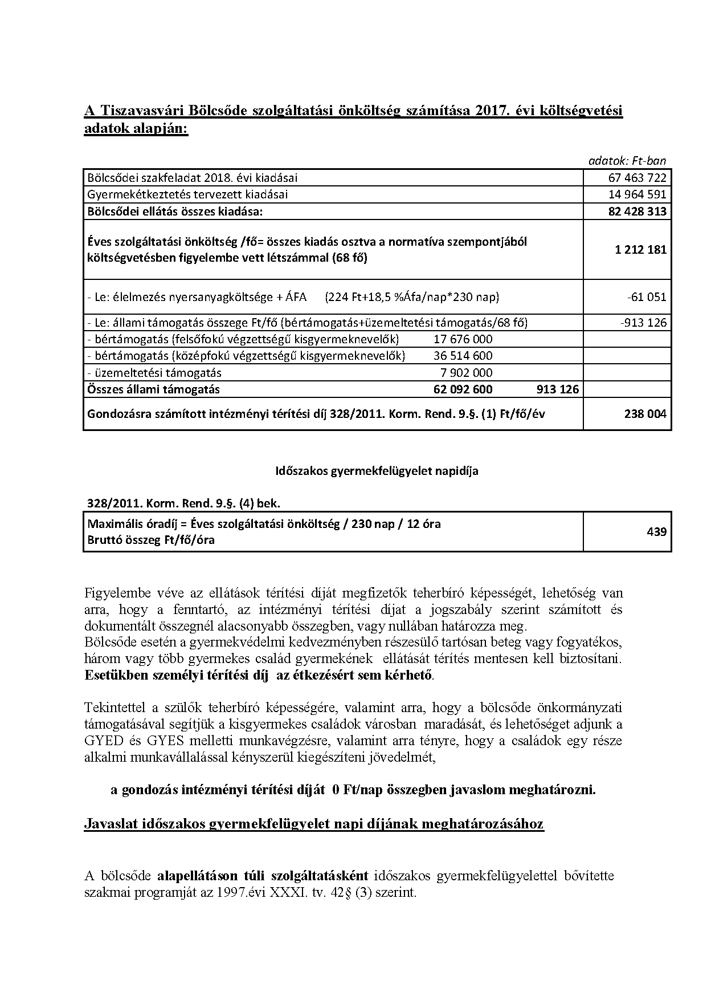 A Tiszavasvári Bölcsőde szolgáltatási önköltség számítása 2017. évi költségvetési
adatok alapján:
adatok: Ft-ban
Bölcsődei szakfeladat 2018. évi kiadásai 67 463 722
Gyermekétkeztetés tervezett kiadásai 14 964 591
Bölcsődei ellátás összes kiadása: 82 428 313
Éves szolgáltatási önköltség /fő= összes kiadás osztva a normatíva szempontjából
költségvetésben figyelembe vett létszámmal (68 fő) 1 212 181
- Le: élelmezés nyersanyagköltsége + ÁFA (224 Ft+18,5 %Áfa/nap*230 nap) -61 051
- Le: állami támogatás összege Ft/fő (bértámogatás+üzemeltetési támogatás/68 fő) -913 126
- bértámogatás (felsőfokú végzettségű kisgyermeknevelők) 17 676 000
- bértámogatás (középfokú végzettségű kisgyermeknevelők) 36 514 600
- üzemeltetési támogatás 7 902 000
Összes állami támogatás 62 092 600 913 126
Gondozásra számított intézményi térítési díj 328/2011. Korm. Rend. 9.§. (1) Ft/fő/év 238 004
Időszakos gyermekfelügyelet napidíja
328/2011. Korm. Rend. 9.§. (4) bek.
Maximális óradíj = Éves szolgáltatási önköltség / 230 nap / 12 óra
Bruttó összeg Ft/fő/óra 439
Figyelembe véve az ellátások térítési díját megfizetők teherbíró képességét, lehetőség van
arra, hogy a fenntartó, az intézményi térítési díjat a jogszabály szerint számított és
dokumentált összegnél alacsonyabb összegben, vagy nullában határozza meg.
Bölcsőde esetén a gyermekvédelmi kedvezményben részesülő tartósan beteg vagy fogyatékos,
három vagy több gyermekes család gyermekének ellátását térítés mentesen kell biztosítani.
Esetükben személyi térítési díj az étkezésért sem kérhető.
Tekintettel a szülők teherbíró képességére, valamint arra, hogy a bölcsőde önkormányzati
támogatásával segítjük a kisgyermekes családok városban maradását, és lehetőséget adjunk a
GYED és GYES melletti munkavégzésre, valamint arra tényre, hogy a családok egy része
alkalmi munkavállalással kényszerül kiegészíteni jövedelmét,
a gondozás intézményi térítési díját 0 Ft/nap összegben javaslom meghatározni.
Javaslat időszakos gyermekfelügyelet napi díjának meghatározásához
A bölcsőde alapellátáson túli szolgáltatásként időszakos gyermekfelügyelettel bővítette
szakmai programját az 1997.évi XXXI. tv. 42§ (3) szerint.